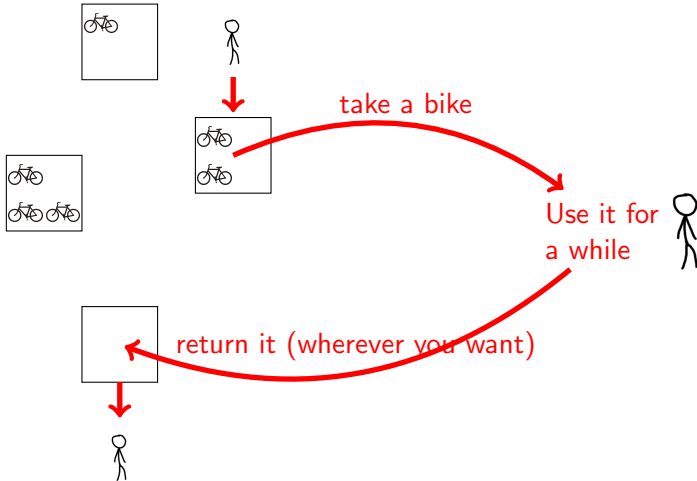 take a bike
Use it for
a while
return it (wherever you want)